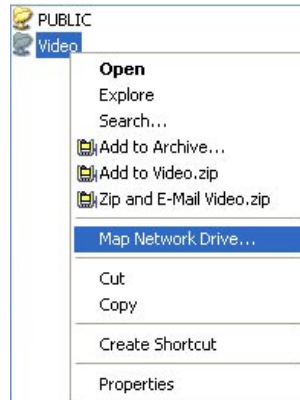 PUBLIC
Video
Open
Explore
Search...
Add to Archive...
Add to Video.zip
Zip and E-Mail Video.zip
Map Network Drive...
Cut
Copy
Create Shortcut
Properties